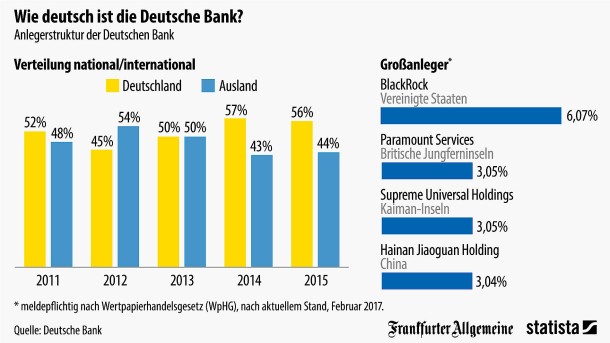 Wie deutsch ist die Deutsche Bank?
Anlegerstruktur der Deutschen Bank
Verteilung national/international
Deutschland Ausland
52% 48% 45% 54% 50% 50% 57% 43% 56% 44%
2011 2012 2013 2014 2015
Großanleger*
BlackRock
Vereinigte Staaten
6,07%
Paramount Services
Britische Jungferninseln
3,05%
Supreme Universal Holdings
Kaiman-Inseln
3,05%
Hainan Jiaoguan Holding
China
3,04%
* meldepflichtig nach Wertpapierhandelsgesetz (WpHG), nach aktuellem Stand, Februar 2017.
Quelle: Deutsche Bank
Frankfurter Allgemeine statista